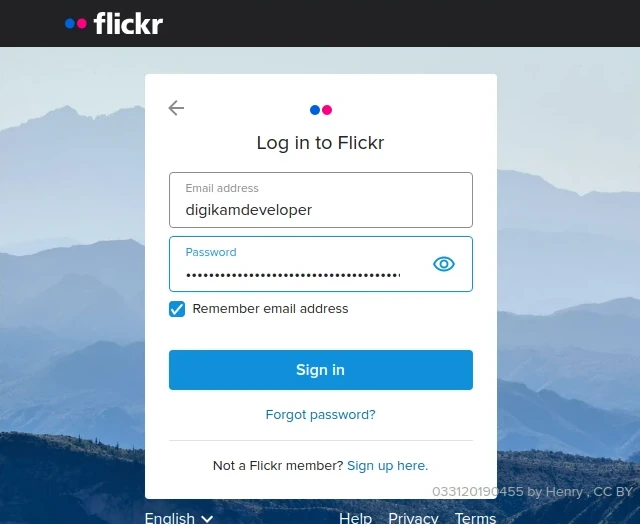 flickr
Log in to Flickr
Email address
digikamdeveloper
Password
Remember email address
Sign in
Forgot password?
Not a Flickr member? Sign up here.
033120190455 by Henry , CC BY
English Help Privacy Terms